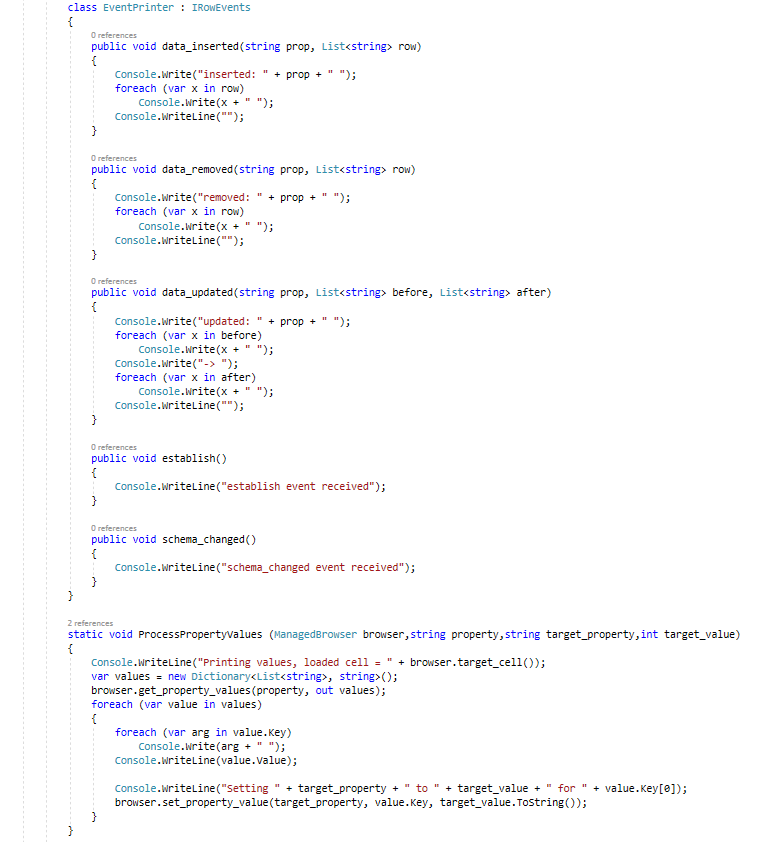 class EventPrinter : IRowEvents
{
0 references
public void data_inserted(string prop, List<string> row)
{
Console.Write("inserted: " + prop + " ");
foreach (var x in row)
Console.Write(x + " ");
Console.WriteLine("");
}
0 references
public void data_removed(string prop, List<string> row)
{
Console.Write("removed: " + prop + " ");
foreach (var x in row)
Console.Write(x + " ");
Console.WriteLine("");
}
0 references
public void data_updated(string prop, List<string> before, List<string> after)
{
Console.Write("updated: " + prop + " ");
foreach (var x in before)
Console.Write(x + " ");
Console.Write("-> ");
foreach (var x in after)
Console.Write(x + " ");
Console.WriteLine("");
}
0 references
public void establish()
{
Console.WriteLine("establish event received");
}
0 references
public void schema_changed()
{
Console.WriteLine("schema_changed event received");
}
}
2 references
static void ProcessPropertyValues (ManagedBrowser browser,string property,string target_property,int target_value)
{
Console.WriteLine("Printing values, loaded cell = " + browser.target_cell());
var values = new Dictionary<List<string>, string>();
browser.get_property_values(property, out values);
foreach (var value in values)
{
foreach (var arg in value.Key)
Console.Write(arg + " ");
Console.WriteLine(value.Value);
Console.WriteLine("Setting " + target_property + " to " + target_value + " for " + value.Key[0]);
browser.set_property_value(target_property, value.Key, target_value.ToString());
}
}